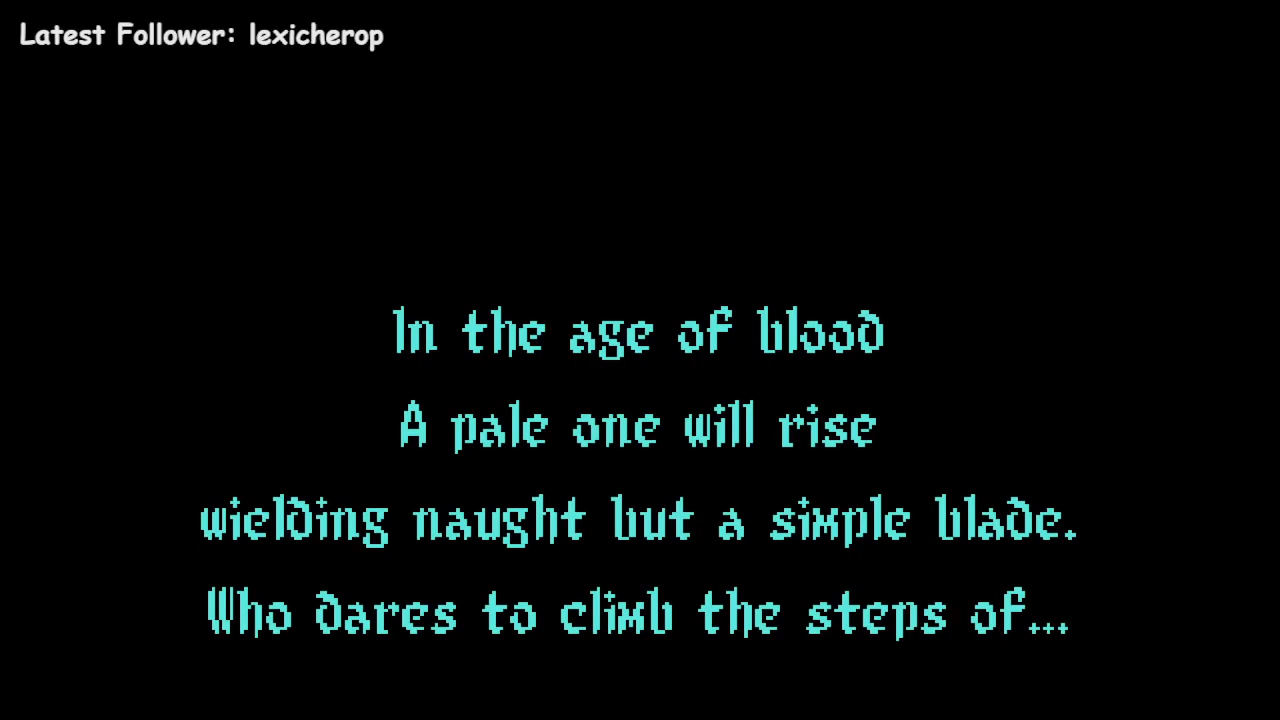 Latest Follower: lexicherop
In the age of blood
A pale one will rise
wielding naught but a simple blade.
Who dares to climb the steps of...